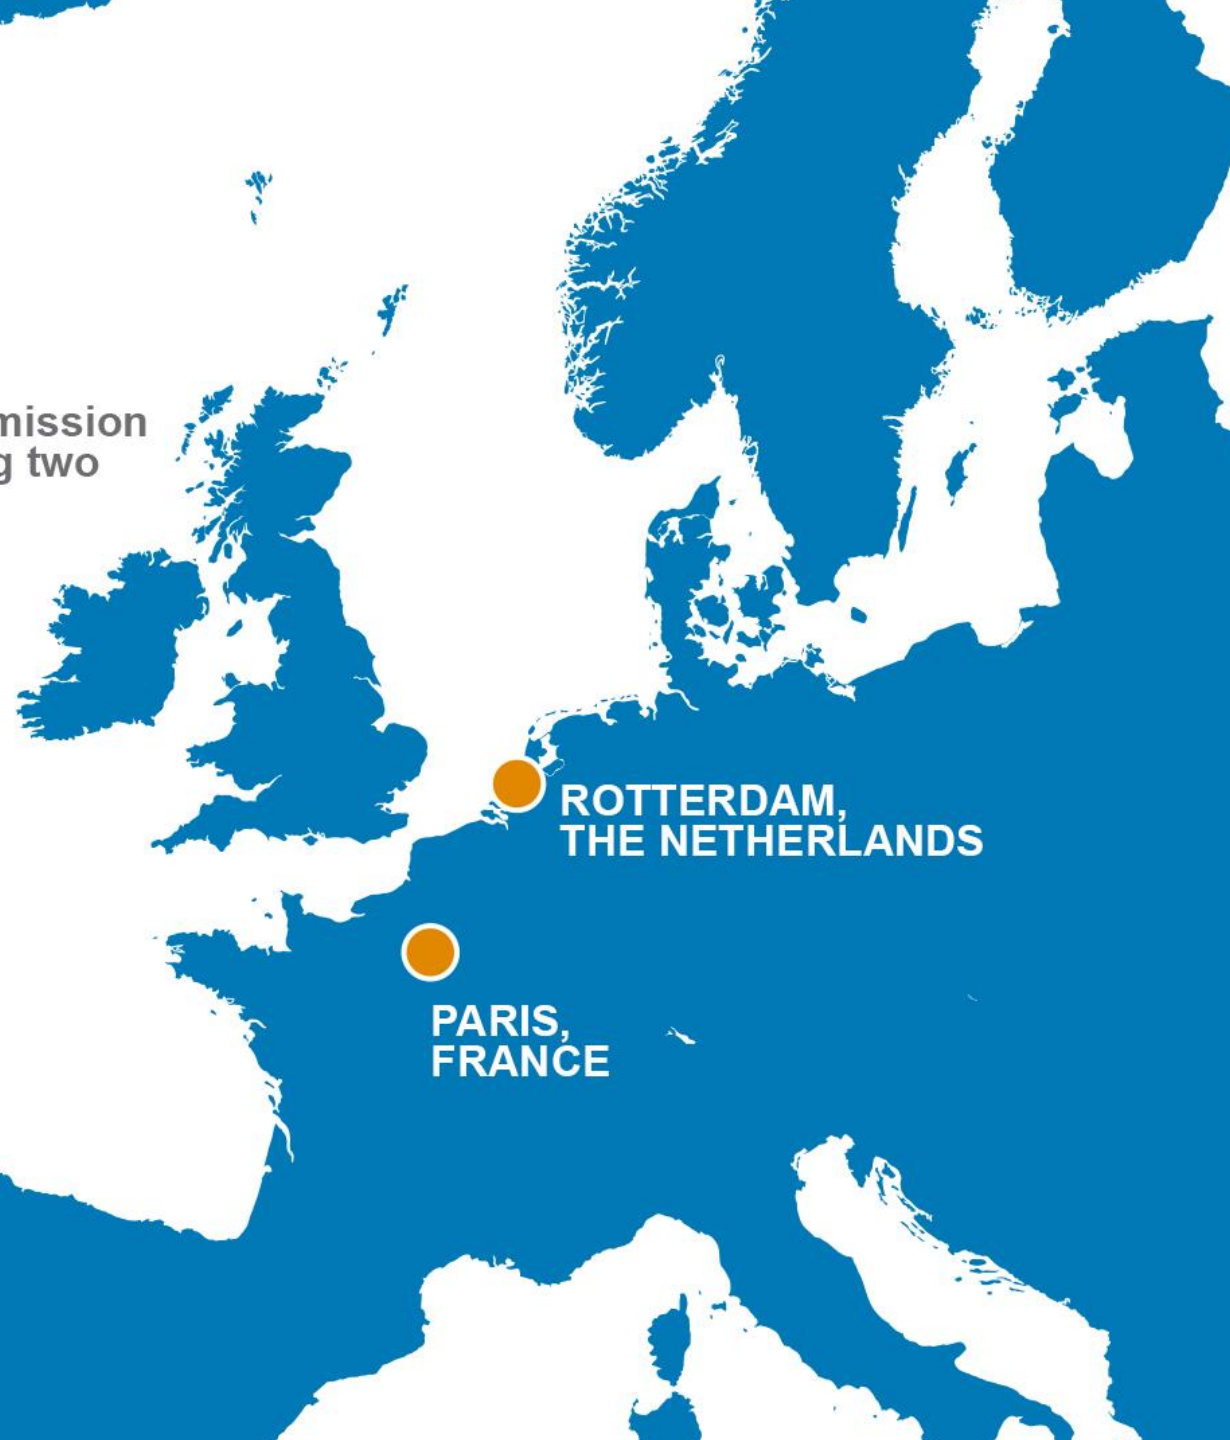 mission
g two
ROTTERDAM,
THE NETHERLANDS
PARIS,
FRANCE